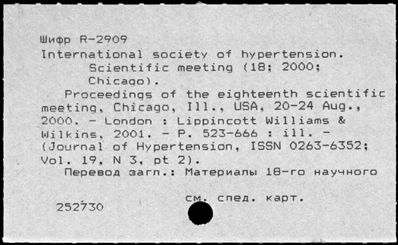 Шифр R-2909
International society of hypertension.
Scientific meeting (18; 2000;
Chicago).
Proceedings of the eighteenth scientific
meeting, Chicago, Ill., USA, 20-24 Aug.,
2000. - London : Lippincott Williams &
Wilkins, 2001. - P. 523-666 : ill. -
(Journal of Hypertension, ISSN 0263-6352;
Vol. 19, N 3, pt 2).
Перевод загл.: Материалы 18-го научного
см. след. карт.
252730